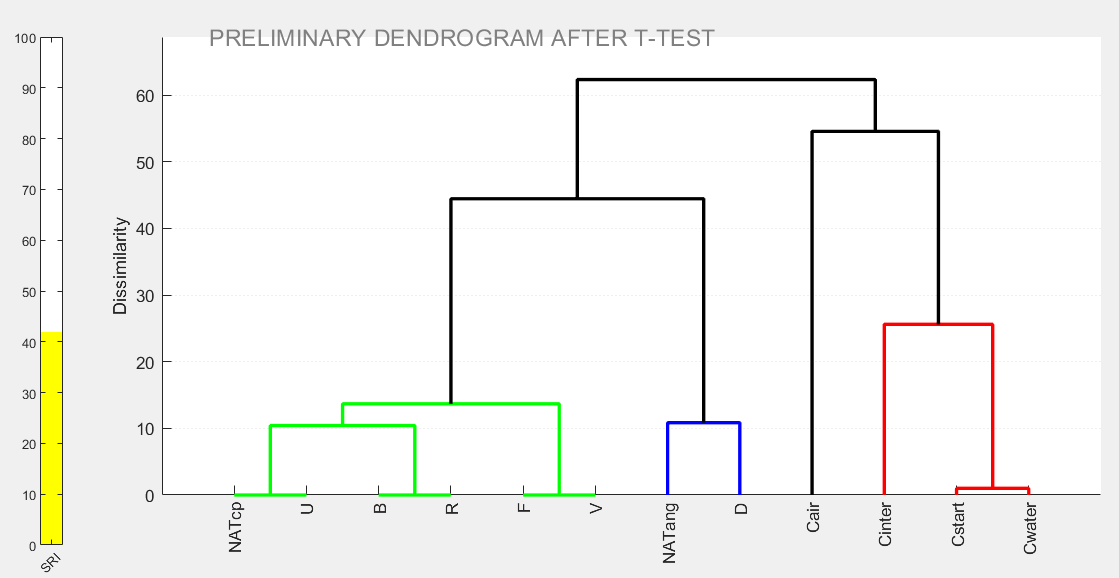 PRELIMINARY DENDROGRAM AFTER T-TEST
100
90
80
70
60
50
40
30
20
10
0
SRI
Dissimilarity
60
50
40
30
20
10
0
NATcp
U
B
R
F
V
NATang
D
Cair
Cinter
Cstart
Cwater